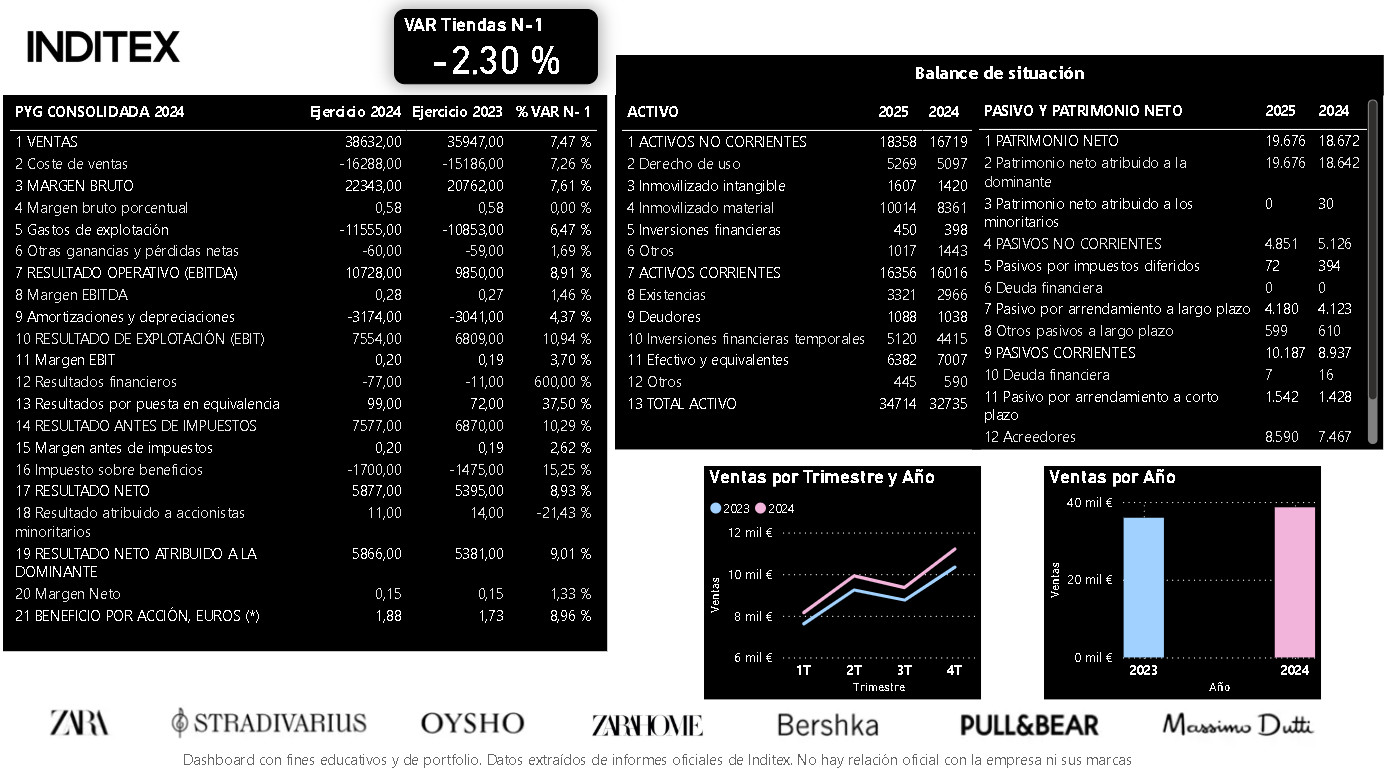 INDITEX
VAR Tiendas N-1
-2.30 %
PYG CONSOLIDADA 2024 Ejercicio 2024 Ejercicio 2023 % VAR N- 1
1 VENTAS 38632,00 35947,00 7,47 %
2 Coste de ventas -16288,00 -15186,00 7,26 %
3 MARGEN BRUTO 22343,00 20762,00 7,61 %
4 Margen bruto porcentual 0,58 0,58 0,00 %
5 Gastos de explotación -11555,00 -10853,00 6,47 %
6 Otras ganancias y pérdidas netas -60,00 -59,00 1,69 %
7 RESULTADO OPERATIVO (EBITDA) 10728,00 9850,00 8,91 %
8 Margen EBITDA 0,28 0,27 1,46 %
9 Amortizaciones y depreciaciones -3174,00 -3041,00 4,37 %
10 RESULTADO DE EXPLOTACIÓN (EBIT) 7554,00 6809,00 10,94 %
11 Margen EBIT 0,20 0,19 3,70 %
12 Resultados financieros -77,00 -11,00 600,00 %
13 Resultados por puesta en equivalencia 99,00 72,00 37,50 %
14 RESULTADO ANTES DE IMPUESTOS 7577,00 6870,00 10,29 %
15 Margen antes de impuestos 0,20 0,19 2,62 %
16 Impuesto sobre beneficios -1700,00 -1475,00 15,25 %
17 RESULTADO NETO 5877,00 5395,00 8,93 %
18 Resultado atribuido a accionistas 11,00 14,00 -21,43 %
minoritarios
19 RESULTADO NETO ATRIBUIDO A LA 5866,00 5381,00 9,01 %
DOMINANTE
20 Margen Neto 0,15 0,15 1,33 %
21 BENEFICIO POR ACCIÓN, EUROS (*) 1,88 1,73 8,96 %
Balance de situación
ACTIVO 2025 2024
1 ACTIVOS NO CORRIENTES 18358 16719
2 Derecho de uso 5269 5097
3 Inmovilizado intangible 1607 1420
4 Inmovilizado material 10014 8361
5 Inversiones financieras 450 398
6 Otros 1017 1443
7 ACTIVOS CORRIENTES 16356 16016
8 Existencias 3321 2966
9 Deudores 1088 1038
10 Inversiones financieras temporales 5120 4415
11 Efectivo y equivalentes 6382 7007
12 Otros 445 590
13 TOTAL ACTIVO 34714 32735
PASIVO Y PATRIMONIO NETO 2025 2024
1 PATRIMONIO NETO 19.676 18.672
2 Patrimonio neto atribuido a la 19.676 18.642
dominante
3 Patrimonio neto atribuido a los 0 30
minoritarios
4 PASIVOS NO CORRIENTES 4.851 5.126
5 Pasivos por impuestos diferidos 72 394
6 Deuda financiera 0 0
7 Pasivo por arrendamiento a largo plazo 4.180 4.123
8 Otros pasivos a largo plazo 599 610
9 PASIVOS CORRIENTES 10.187 8.937
10 Deuda financiera 7 16
11 Pasivo por arrendamiento a corto 1.542 1.428
plazo
12 Acreedores 8.590 7.467
Ventas por Trimestre y Año
2023 2024
12 mil €
10 mil €
8 mil €
6 mil €
Ventas
1T 2T 3T 4T
Trimestre
Ventas por Año
40 mil €
20 mil €
0 mil €
Ventas
2023 2024
Año
ZARA STRADIVARIUS OYSHO ZARA HOME Bershka PULL&BEAR Massimo Dutti
Dashboard con fines educativos y de portfolio. Datos extraídos de informes oficiales de Inditex. No hay relación oficial con la empresa ni sus marcas